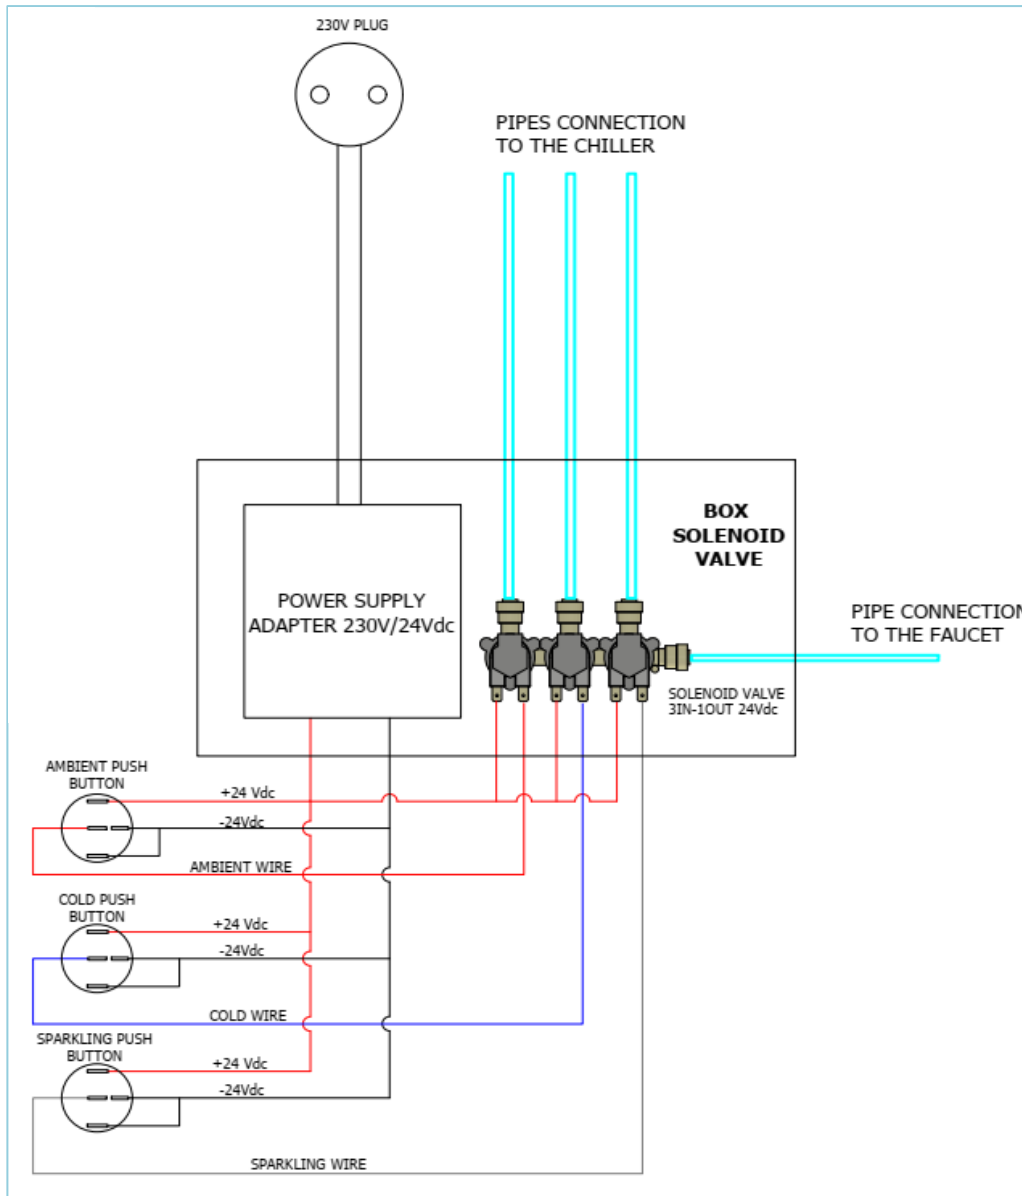 230V PLUG
PIPES CONNECTION
TO THE CHILLER
BOX
SOLENOID
VALVE
POWER SUPPLY
ADAPTER 230V/24Vdc
PIPE CONNECTION
TO THE FAUCET
SOLENOID VALVE
3IN-1OUT 24Vdc
AMBIENT PUSH
BUTTON
+24 Vdc
-24Vdc
AMBIENT WIRE
COLD PUSH
BUTTON
+24 Vdc
-24Vdc
COLD WIRE
SPARKLING PUSH
BUTTON
+24 Vdc
-24Vdc
SPARKLING WIRE